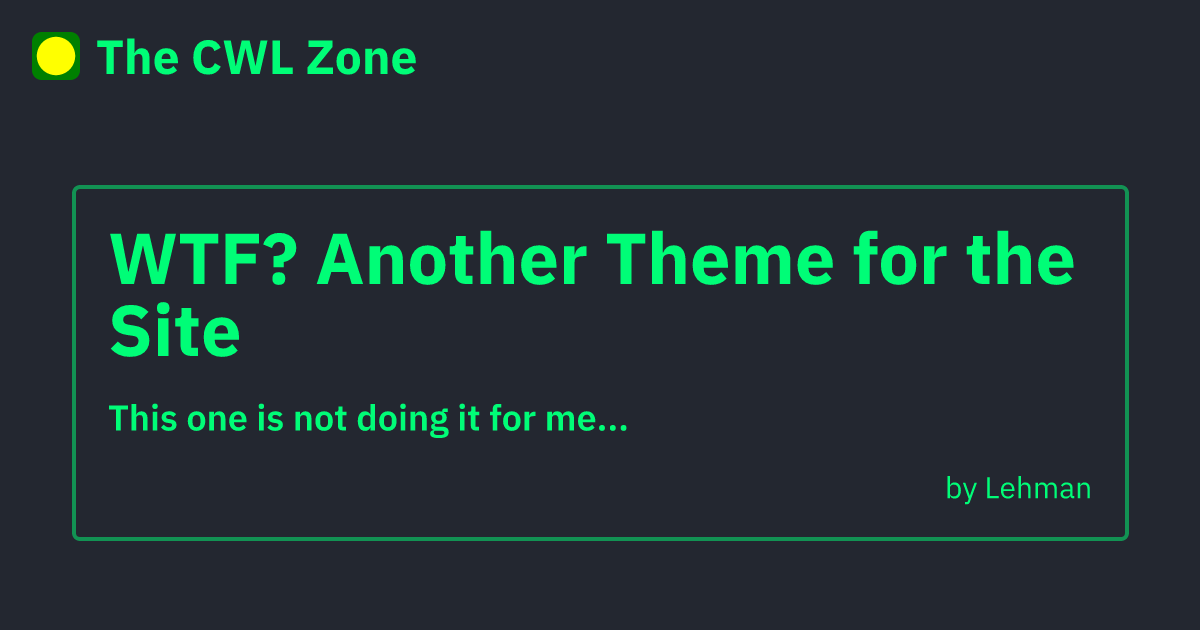 The CWL Zone
WTF? Another Theme for the
Site
This one is not doing it for me...
by Lehman